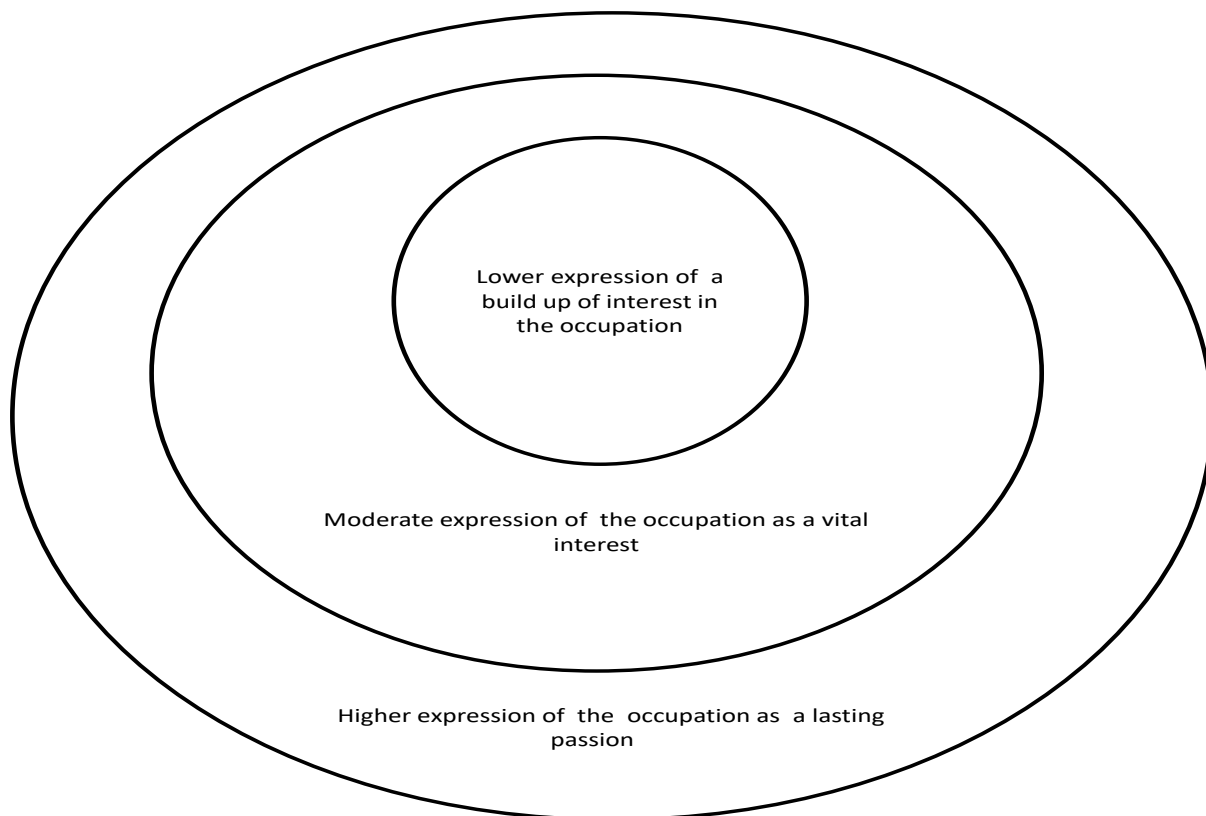 Lower expression of a
build up of interest in
the occupation
Moderate expression of the occupation as a vital
interest
Higher expression of the occupation as a lasting
passion